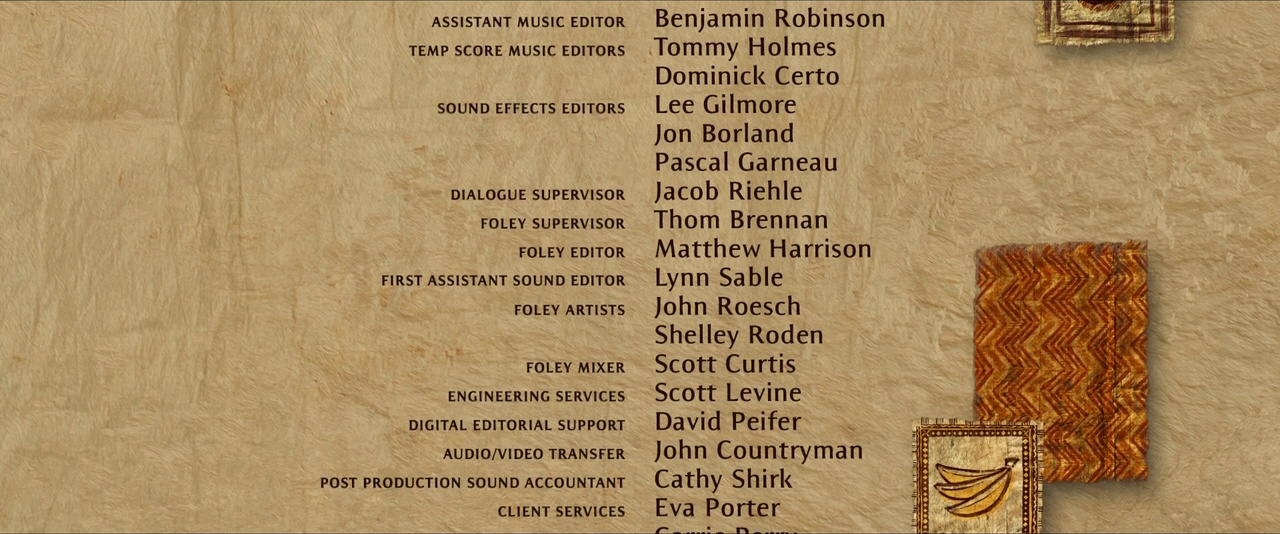 ASSISTANT MUSIC EDITOR Benjamin Robinson
TEMP SCORE MUSIC EDITORS Tommy Holmes
Dominick Certo
SOUND EFFECTS EDITORS Lee Gilmore
Jon Borland
Pascal Garneau
DIALOGUE SUPERVISOR Jacob Riehle
FOLEY SUPERVISOR Thom Brennan
FOLEY EDITOR Matthew Harrison
FIRST ASSISTANT SOUND EDITOR Lynn Sable
FOLEY ARTISTS John Roesch
Shelley Roden
FOLEY MIXER Scott Curtis
ENGINEERING SERVICES Scott Levine
DIGITAL EDITORIAL SUPPORT David Peifer
AUDIO/VIDEO TRANSFER John Countryman
POST PRODUCTION SOUND ACCOUNTANT Cathy Shirk
CLIENT SERVICES Eva Porter